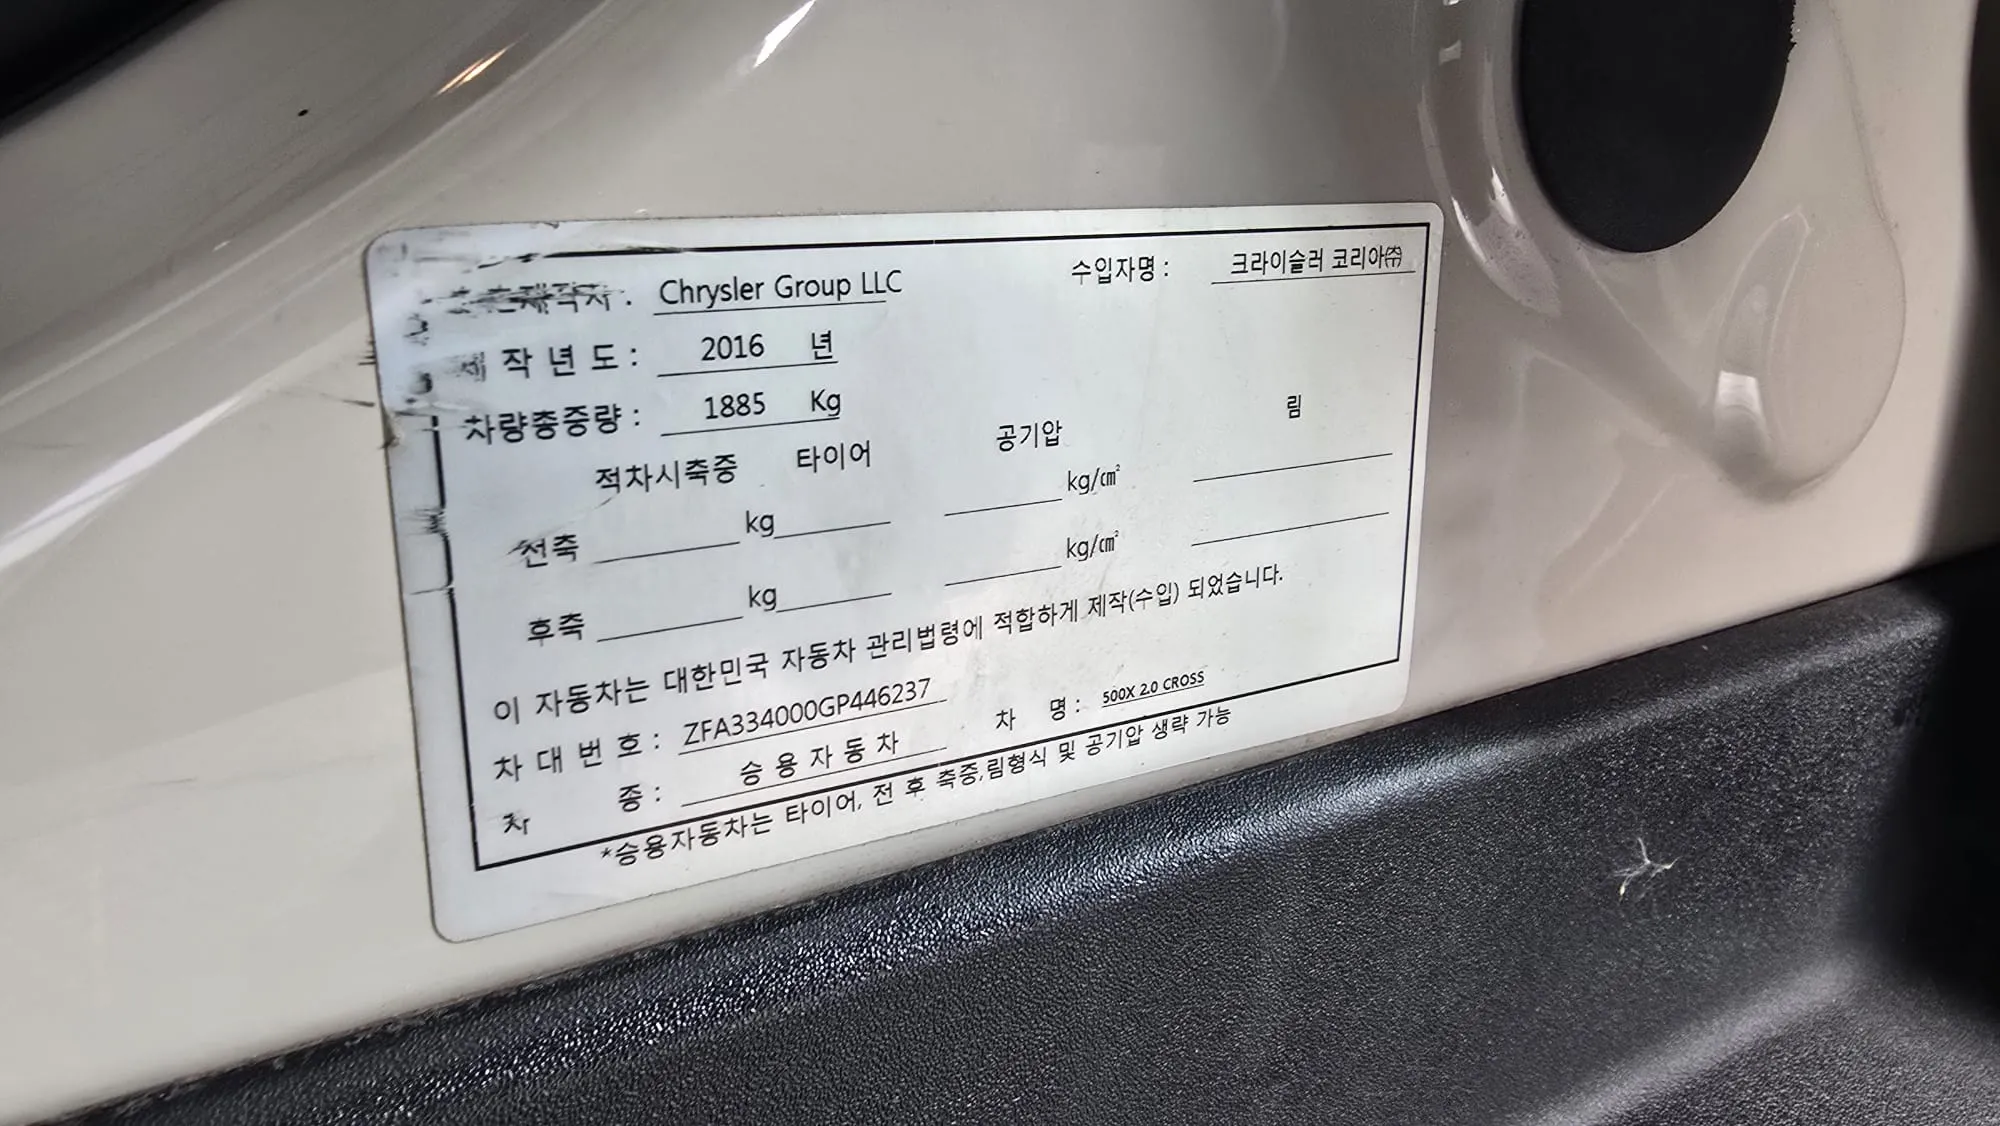 제작자 : Chrysler Group LLC 수입자명 : 크라이슬러 코리아㈜
제 작 년 도 : 2016 년
차량총중량 : 1885 Kg
적차시축중 타이어 공기압 림
전축 kg kg/㎠
후축 kg kg/㎠
이 자동차는 대한민국 자동차 관리법령에 적합하게 제작(수입) 되었습니다.
차 대 번 호 : ZFA334000GP446237 차 명 : 500X 2.0 CROSS
차 종 : 승 용 자 동 차
*승용자동차는 타이어, 전 후 축중,림형식 및 공기압 생략 가능